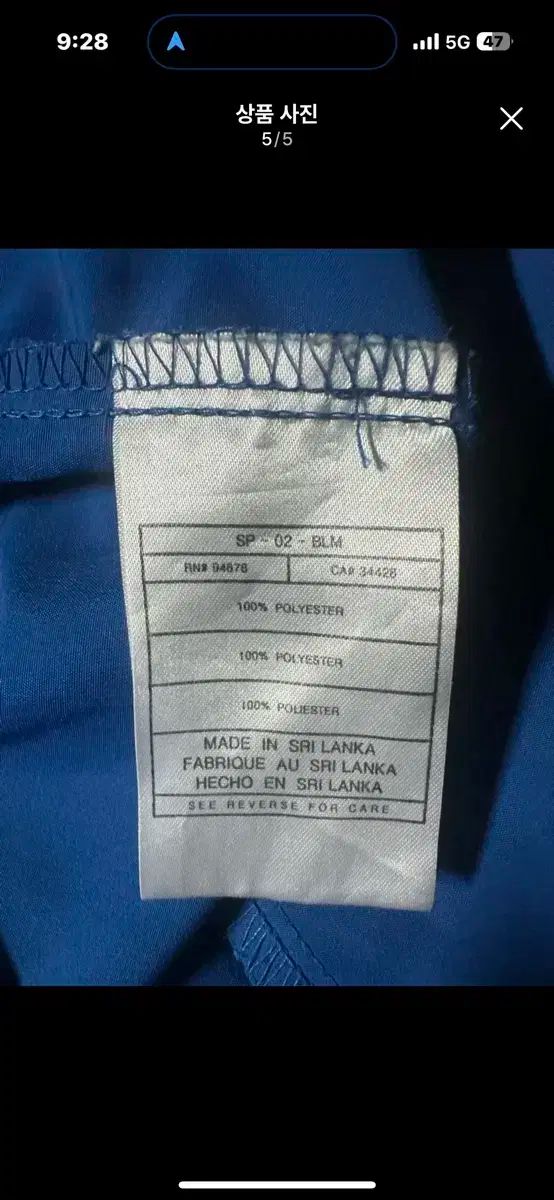 9:28
5G 47
상품 사진
5/5
SP - 02 - BLM
RN# 94878 CA# 34428
100% POLYESTER
100% POLYESTER
100% POLIESTER
MADE IN SRI LANKA
FABRIQUE AU SRI LANKA
HECHO EN SRI LANKA
SEE REVERSE FOR CARE